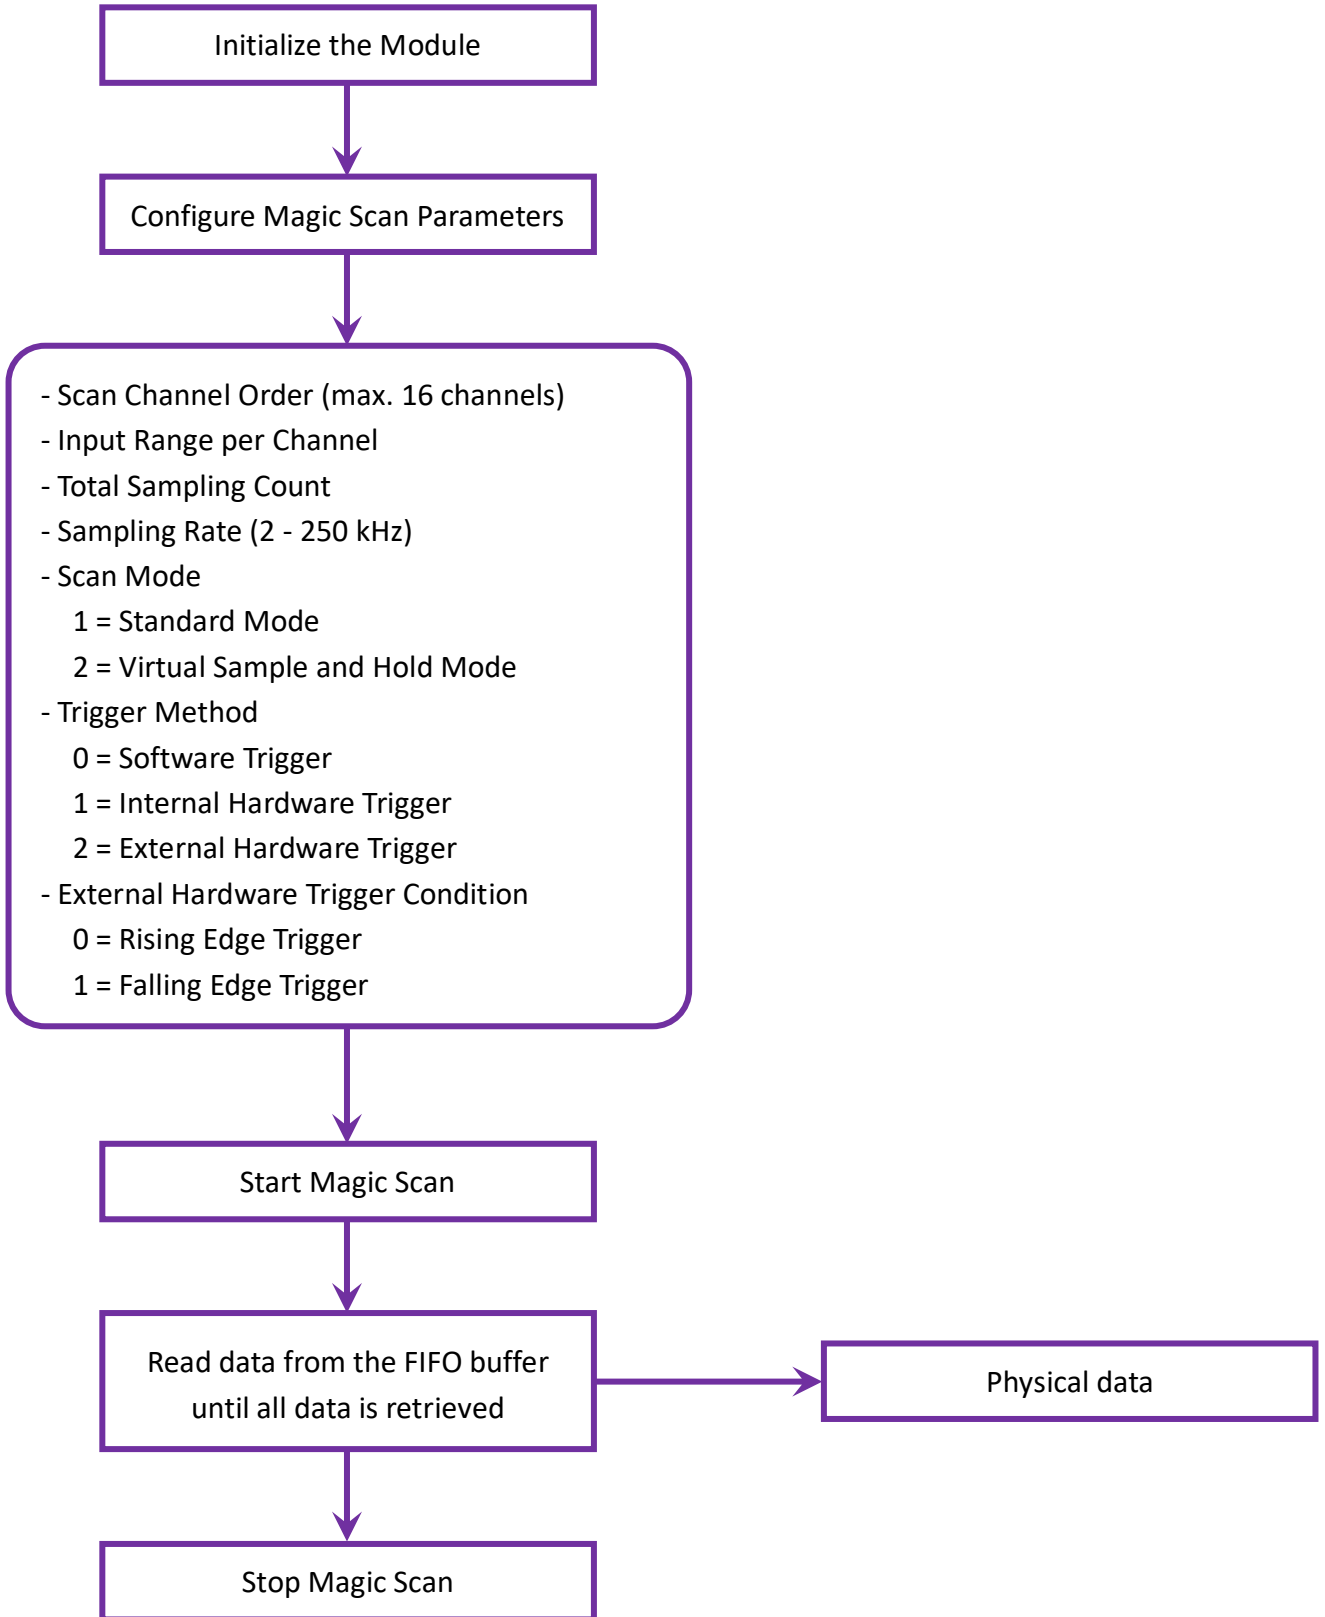 Initialize the Module
Configure Magic Scan Parameters
- Scan Channel Order (max. 16 channels)
- Input Range per Channel
- Total Sampling Count
- Sampling Rate (2 - 250 kHz)
- Scan Mode
1 = Standard Mode
2 = Virtual Sample and Hold Mode
- Trigger Method
0 = Software Trigger
1 = Internal Hardware Trigger
2 = External Hardware Trigger
- External Hardware Trigger Condition
0 = Rising Edge Trigger
1 = Falling Edge Trigger
Start Magic Scan
Read data from the FIFO buffer
until all data is retrieved
Physical data
Stop Magic Scan